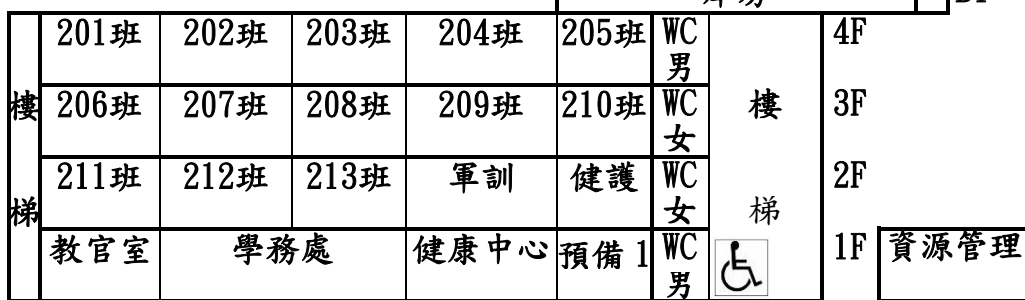 201班 202班 203班 204班 205班 WC男 4F
樓 206班 207班 208班 209班 210班 WC女 樓 3F
梯 211班 212班 213班 軍訓 健護 WC女 梯 2F
教官室 學務處 健康中心 預備1 WC男 1F 資源管理